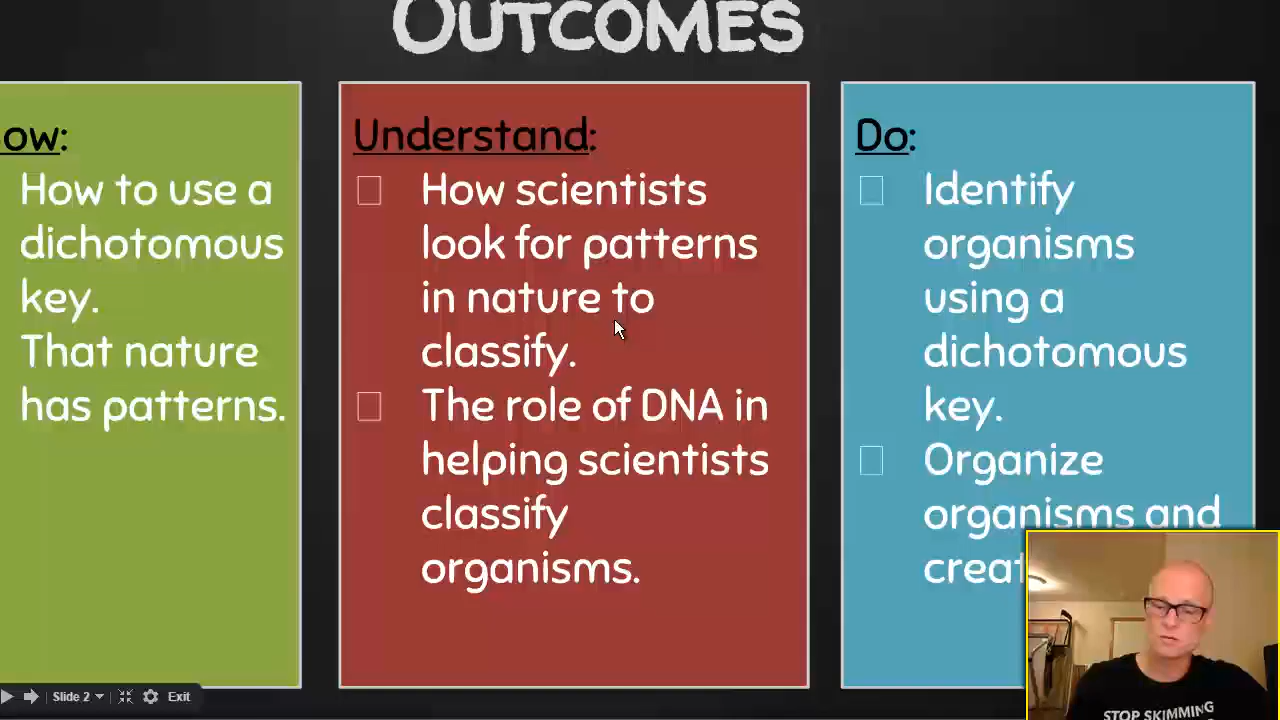 OUTCOMES
ow:
How to use a
dichotomous
key.
That nature
has patterns.
Understand:
How scientists
look for patterns
in nature to
classify.
The role of DNA in
helping scientists
classify
organisms.
Do:
Identify
organisms
using a
dichotomous
key.
Organize
organisms and
creat
Slide 2
Exit
STOP SKIMMING